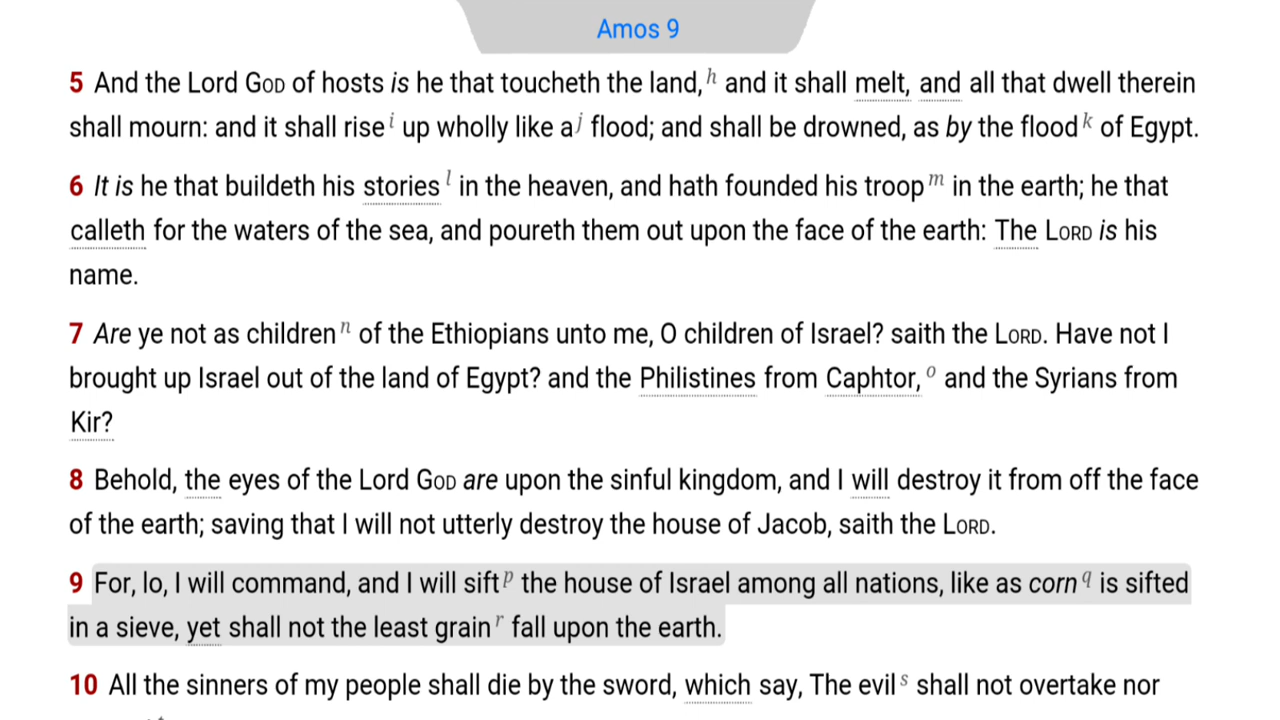 Amos 9
5 And the Lord GOD of hosts is he that toucheth the land, h and it shall melt, and all that dwell therein
shall mourn: and it shall rise i up wholly like a j flood; and shall be drowned, as by the flood k of Egypt.
6 It is he that buildeth his stories l in the heaven, and hath founded his troop m in the earth; he that
calleth for the waters of the sea, and poureth them out upon the face of the earth: The LORD is his
name.
7 Are ye not as children n of the Ethiopians unto me, O children of Israel? saith the LORD. Have not I
brought up Israel out of the land of Egypt? and the Philistines from Caphtor, o and the Syrians from
Kir?
8 Behold, the eyes of the Lord GOD are upon the sinful kingdom, and I will destroy it from off the face
of the earth; saving that I will not utterly destroy the house of Jacob, saith the LORD.
9 For, lo, I will command, and I will sift p the house of Israel among all nations, like as corn q is sifted
in a sieve, yet shall not the least grain r fall upon the earth.
10 All the sinners of my people shall die by the sword, which say, The evil s shall not overtake nor